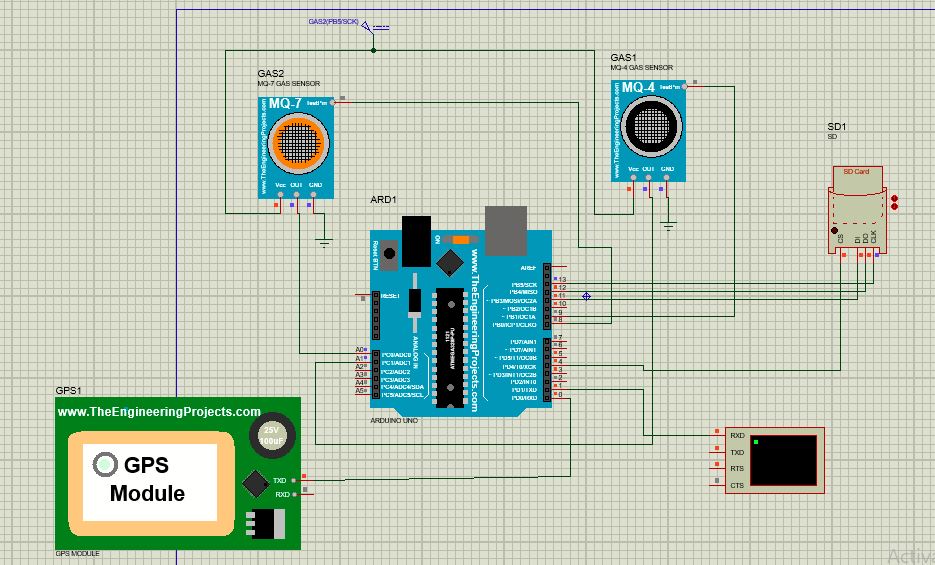 GAS2(PB5/SCK)
GAS2
MQ-7 GAS SENSOR
MQ-7
TestPin
www.TheEngineeringProjects.com
Vcc OUT GND
GAS1
MQ-4 GAS SENSOR
MQ-4
TestPin
www.TheEngineeringProjects.com
Vcc OUT GND
SD1
SD
SD Card
CS
DI
DO
CLK
ARD1
Reset BTN
ON
www.TheEngineeringProjects.com
RESET
ANALOG IN
AREF
13
PB5/SCK
12
PB4/MISO
11
~ PB3/MOSI/OC2A
10
~ PB2/OC1B
9
~ PB1/OC1A
8
PB0/ICP1/CLKO
7
PD7/AIN1
6
~ PD6/AIN0
5
4
PD4/T0/XCK
3
~ PD3/INT1/OC2B
2
PD2/INT0
1
PD1/TXD
0
PD0/RXD
A0
PC0/ADC0
A1
PC1/ADC1
A2
PC2/ADC2
A3
PC3/ADC3
A4
PC4/ADC4/SDA
A5
PC5/ADC5/SCL
ARDUINO UNO
GPS1
www.TheEngineeringProjects.com
25V
100uF
GPS
Module
TXD
RXD
GPS MODULE
RXD
TXD
RTS
CTS